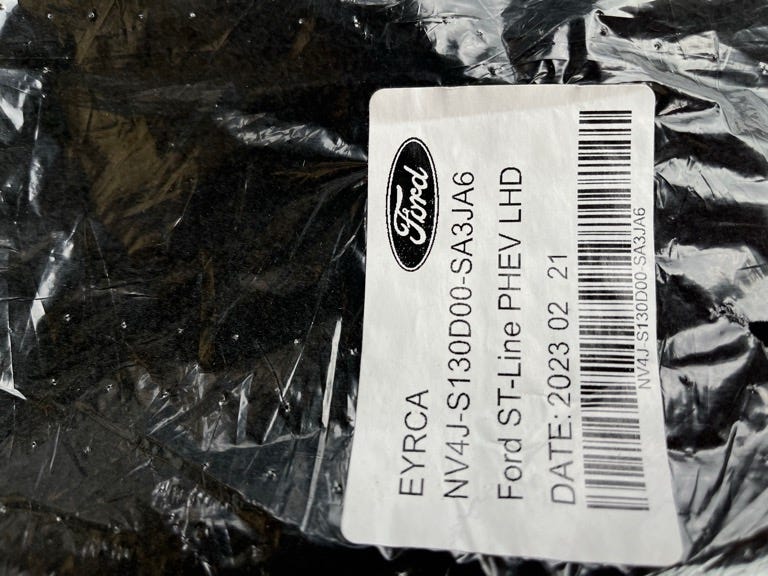 Ford
EYRCA
NV4J-S130D00-SA3JA6
Ford ST-Line PHEV LHD
DATE: 2023 02 21
NV4J-S130D00-SA3JA6